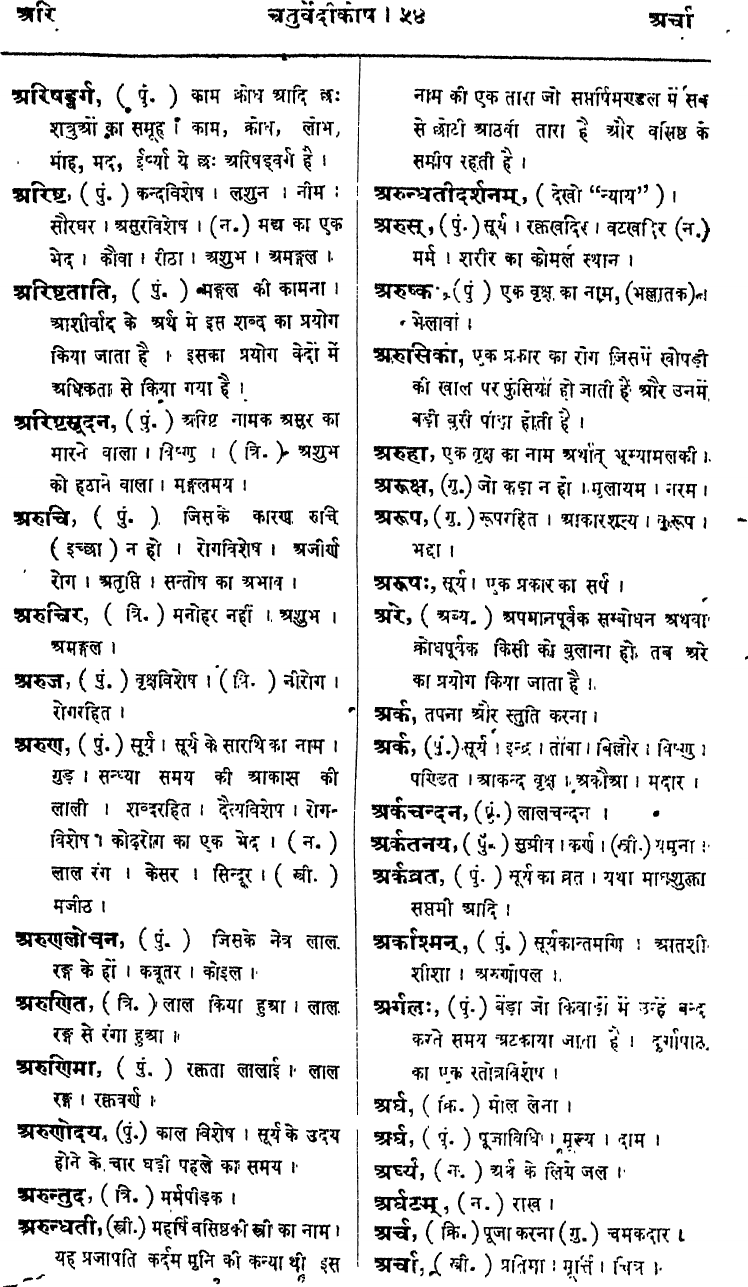 अरि
चतुर्वेदीकोष । ५४
अर्चा
अरिषड्वर्ग, ( पुं. ) काम क्रोध आदि छः
शत्रुओं का समूह । काम, क्रोध, लोभ,
मोह, मद, ईर्ष्या ये छः अरिषड्वर्ग है ।
अरिष्ट, ( पुं. ) कन्दविशेष । लशुन । नीम ।
सौरघर । असुरविशेष । (न.) मद्य का एक
भेद । कौवा । रीठा । अशुभ । अमङ्गल ।
अरिष्टताति, ( पुं. ) मङ्गल की कामना ।
आशीर्वाद के अर्थ मे इस शब्द का प्रयोग
किया जाता है । इसका प्रयोग वेदों में
अधिकता से किया गया है ।
अरिष्टसूदन, ( पुं. ) अरिष्ट नामक असुर का
मारने वाला । विष्णु । ( त्रि. ) अशुभ
को हठाने वाला । मङ्गलमय ।
अरुचि, ( पुं. ) जिसके कारण रुचि
( इच्छा ) न हो । रोगविशेष । अजीर्ण
रोग । अतृप्ति । सन्तोष का अभाव ।
अरुचिर, ( त्रि. ) मनोहर नहीं । अशुभ ।
अमङ्गल ।
अरुज, ( पुं. ) वृक्षविशेष । ( त्रि. ) नीरोग ।
रोगरहित ।
अरुण, ( पुं. ) सूर्य । सूर्य के सारथि का नाम ।
गुड़ । सन्ध्या समय की आकास की
लाली । शब्दरहित । दैत्यविशेष । रोग-
विशेष । कोदरोग का एक भेद । ( न. )
लाल रंग । केसर । सिन्दूर । ( स्त्री. )
मजीठ ।
अरुणलोचन, ( पुं. ) जिसके नेत्र लाल
रङ्ग के हों । कबूतर । कोइल ।
अरुणित, ( त्रि. ) लाल किया हुआ । लाल
रङ्ग से रंगा हुआ ।
अरुणिमा, ( पुं. ) रक्तता लालाई । लाल
रङ्ग । रक्तवर्ण ।
अरुणोदय, (पुं.) काल विशेष । सूर्य के उदय
होने के चार घड़ी पहले का समय ।
अरुन्तुद, ( त्रि. ) मर्मपीड़क ।
अरुन्धती, (स्त्री.) महर्षि वसिष्ठकी स्त्री का नाम ।
यह प्रजापति कर्दम मुनि की कन्या थी इस
नाम की एक तारा जो सप्तर्षिमण्डल में सब
से छोटी आठवीं तारा है और वसिष्ठ के
समीप रहती है ।
अरुन्धतीदर्शनम्, ( देखो “न्याय” ) ।
अरुस्, ( पुं. ) सूर्य । रक्तखदिर । वटखदिर (न.)
मर्म । शरीर का कोमल स्थान ।
अरुष्क, (पुं) एक वृक्ष का नाम, (भल्लातक)
भेलावां ।
अरुंसिका, एक प्रकार का रोग जिसमें खोपड़ी
की खाल पर फुंसियां हो जाती हैं और उनमें
बड़ी बुरी पीड़ा होती है ।
अरुहा, एक वृक्ष का नाम अर्थात् भूम्यामलकी ।
अरूक्ष, (गु.) जो कड़ा न हो । मुलायम । नरम ।
अरूप, (गु. ) रूपरहित । आकारशून्य । कुरूप ।
भद्दा ।
अरूषः, सूर्य । एक प्रकार का सर्प ।
अरे, ( अव्य. ) अपमानपूर्वक सम्बोधन अथवा
क्रोधपूर्वक किसी को बुलाना हो, तब अरे
का प्रयोग किया जाता है ।
अर्क, तपना और स्तुति करना ।
अर्क, (पुं.) सूर्य । इन्द्र । तांबा । बिलौर । विष्णु ।
पण्डित । आकन्द वृक्ष । अकौआ । मदार ।
अर्कचन्दन, (पुं.) लालचन्दन ।
अर्कतनय, ( पुं. ) सुग्रीव । कर्ण । (स्त्री.) यमुना ।
अर्कव्रत, ( पुं. ) सूर्य का व्रत । यथा माघशुक्ला
सप्तमी आदि ।
अर्काश्मन्, ( पुं. ) सूर्यकान्तमणि । आतशी
शीशा । अरुणोपल ।
अर्गलः, (पुं.) बेंड़ा जो किवाड़ों में उन्हें बन्द
करते समय अटकाया जाता है । दुर्गापाठ
का एक स्तोत्रविशेष ।
अर्घ, ( क्रि. ) मोल लेना ।
अर्घ, ( पुं. ) पूजाविधि । मूल्य । दाम ।
अर्घ्य, ( न. ) अर्घ के लिये जल ।
अर्घटम्, ( न. ) राख ।
अर्च, ( क्रि. ) पूजा करना (गु.) चमकदार ।
अर्चा, ( स्त्री. ) प्रतिमा । मूर्त्ति । चित्र ।